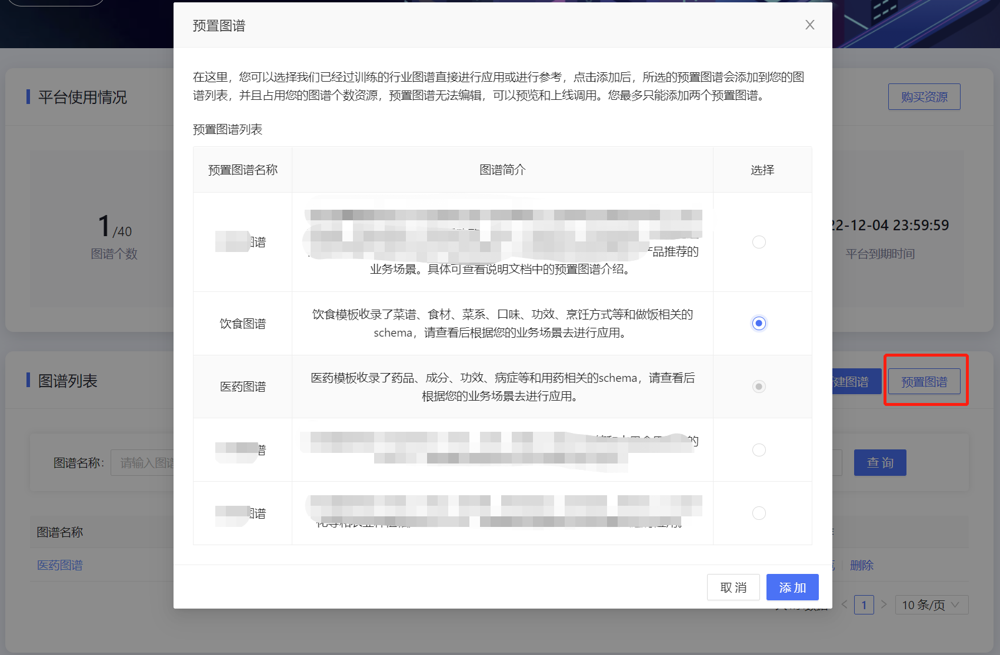 预置图谱
X
在这里，您可以选择我们已经过训练的行业图谱直接进行应用或进行参考，点击添加后，所选的预置图谱会添加到您的图
谱列表，并且占用您的图谱个数资源，预置图谱无法编辑，可以预览和上线调用。您最多只能添加两个预置图谱。
预置图谱列表
预置图谱名称 图谱简介 选择
图谱
产品推荐的
业务场景。具体可查看说明文档中的预置图谱介绍。
饮食图谱
饮食模板收录了菜谱、食材、菜系、口味、功效、烹饪方式等和做饭相关的
schema，请查看后根据您的业务场景去进行应用。
医药图谱
医药模板收录了药品、成分、功效、病症等和用药相关的schema，请查看后
根据您的业务场景去进行应用。
谱
的
图谱
取 消 添 加
平台使用情况
购买资源
1/40
图谱个数
22-12-04 23:59:59
平台到期时间
图谱列表
建图谱 预置图谱
图谱名称: 请输入图谱
查 询
图谱名称
医药图谱
删除
< 1 > 10 条/页